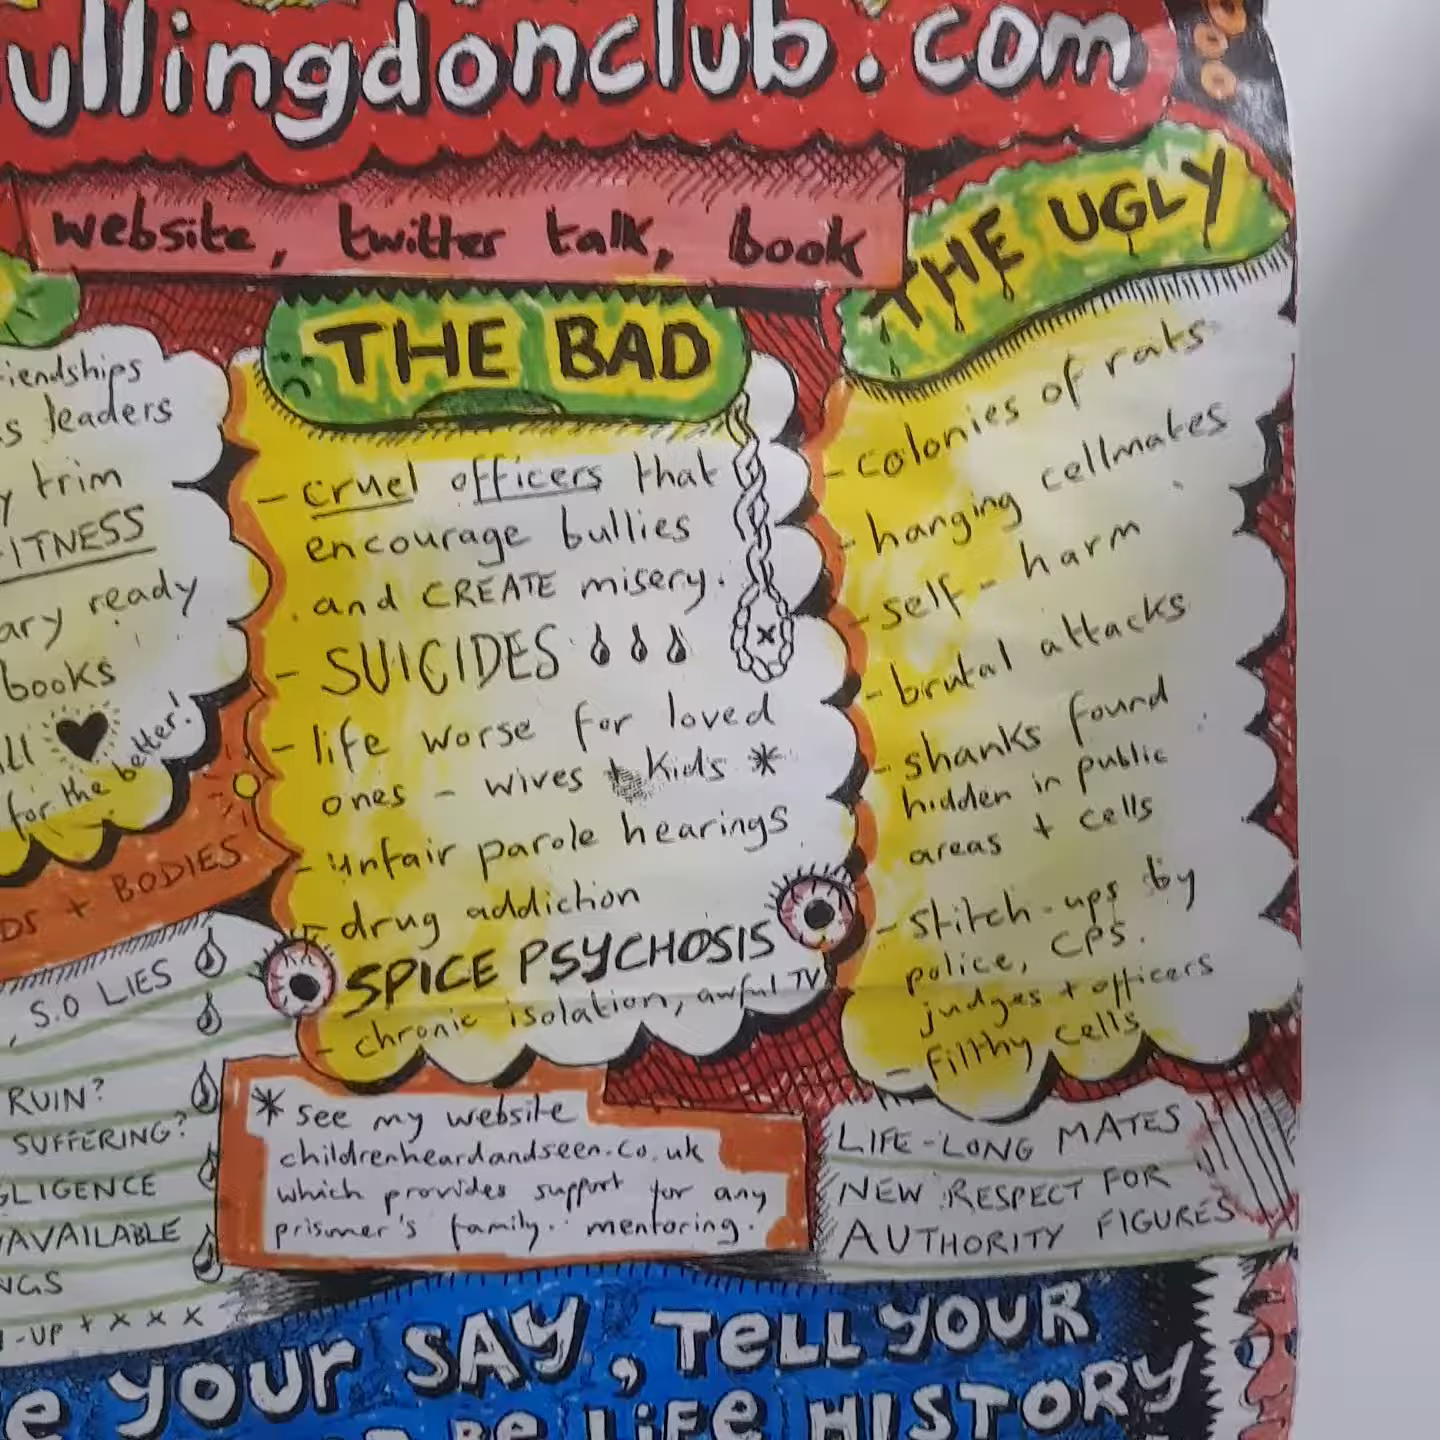 ullingdonclub.com
website, twitter talk, book
iendships
s leaders
y trim
ITNESS
ary ready
books
ll
for the better!
DS + BODIES
THE BAD
- cruel officers that
encourage bullies
and CREATE misery.
- SUICIDES
- life worse for loved
ones - wives + kids *
- unfair parole hearings
- drug addiction
SPICE PSYCHOSIS
- chronic isolation, awful TV
THE UGLY
- colonies of rats
- hanging cellmates
- self-harm
- brutal attacks
- shanks found
hidden in public
areas + cells
- stitch-ups by
police, CPS.
judges + officers
- Filthy cells
, S.O LIES
RUIN?
SUFFERING?
GLIGENCE
AVAILABLE
NGS
-UP + x x x x
* see my website
childrenheardandseen.co.uk
which provides support for any
prisoner's family. mentoring.
LIFE-LONG MATES
NEW RESPECT FOR
AUTHORITY FIGURES
e your SAY, TELL YOUR
BE LIFE HISTORY